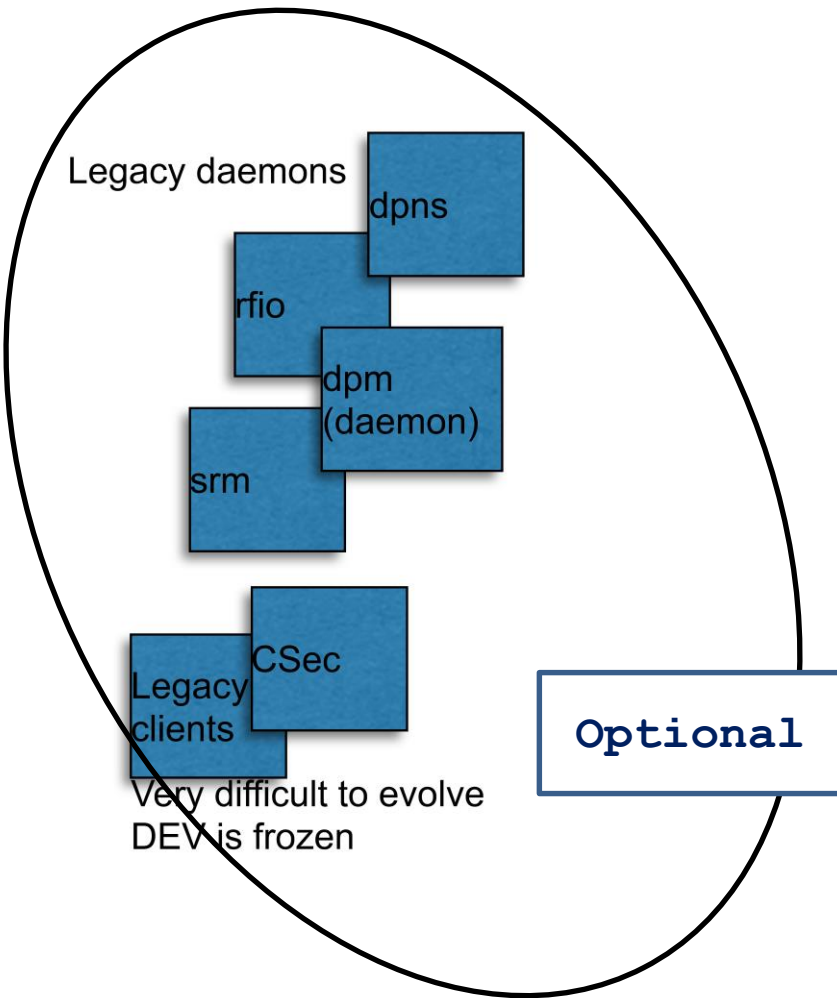 Legacy daemons
dpns
rfio
dpm
(daemon)
srm
CSec
Legacy
clients
Optional
Very difficult to evolve
DEV is frozen